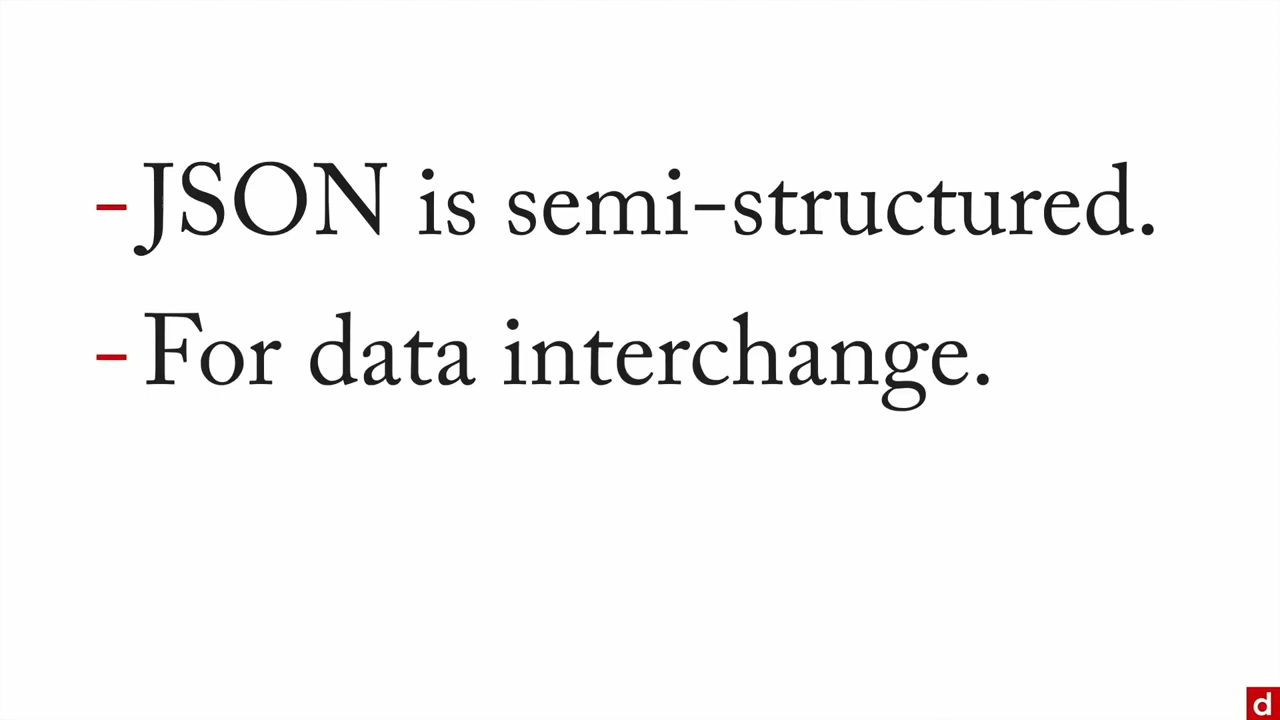 -JSON is semi-structured.
-For data interchange.
d